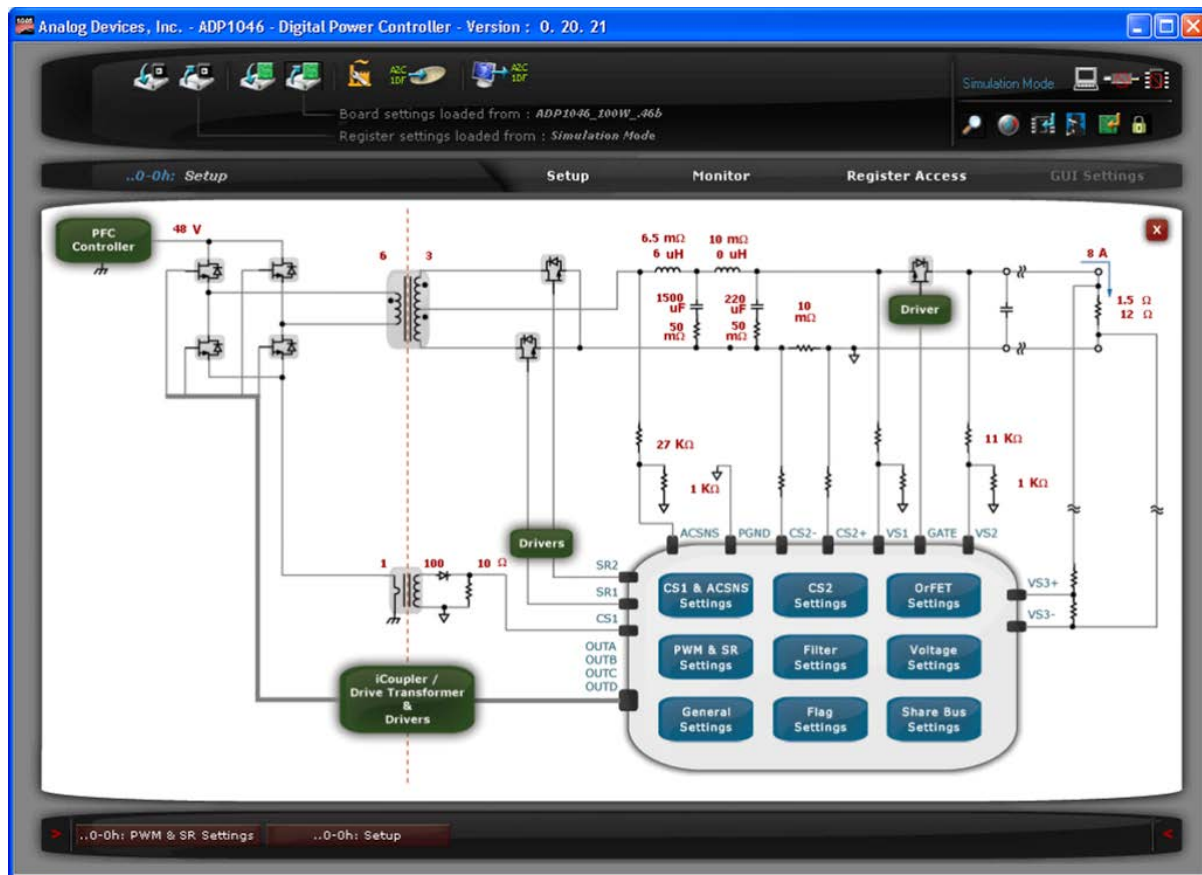 Analog Devices, Inc. - ADP1046 - Digital Power Controller - Version : 0. 20. 21
A2C
1DF
A2C
1DF
Simulation Mode
Board settings loaded from : ADP1046_100W_.46b
Register settings loaded from : Simulation Mode
..0-0h: Setup
Setup
Monitor
Register Access
GUI Settings
PFC
Controller
48 V
6
3
6.5 mΩ
6 uH
10 mΩ
0 uH
1500
uF
50
mΩ
220
uF
50
mΩ
10
mΩ
Driver
8 A
1.5 Ω
12 Ω
x
27 KΩ
1 KΩ
11 KΩ
1 KΩ
ACSNS
PGND
CS2-
CS2+
VS1
GATE
VS2
Drivers
1
100
10 Ω
SR2
SR1
CS1
OUTA
OUTB
OUTC
OUTD
VS3+
VS3-
CS1 & ACSNS
Settings
CS2
Settings
OrFET
Settings
PWM & SR
Settings
Filter
Settings
Voltage
Settings
General
Settings
Flag
Settings
Share Bus
Settings
iCoupler /
Drive Transformer
&
Drivers
> ..0-0h: PWM & SR Settings
..0-0h: Setup
<